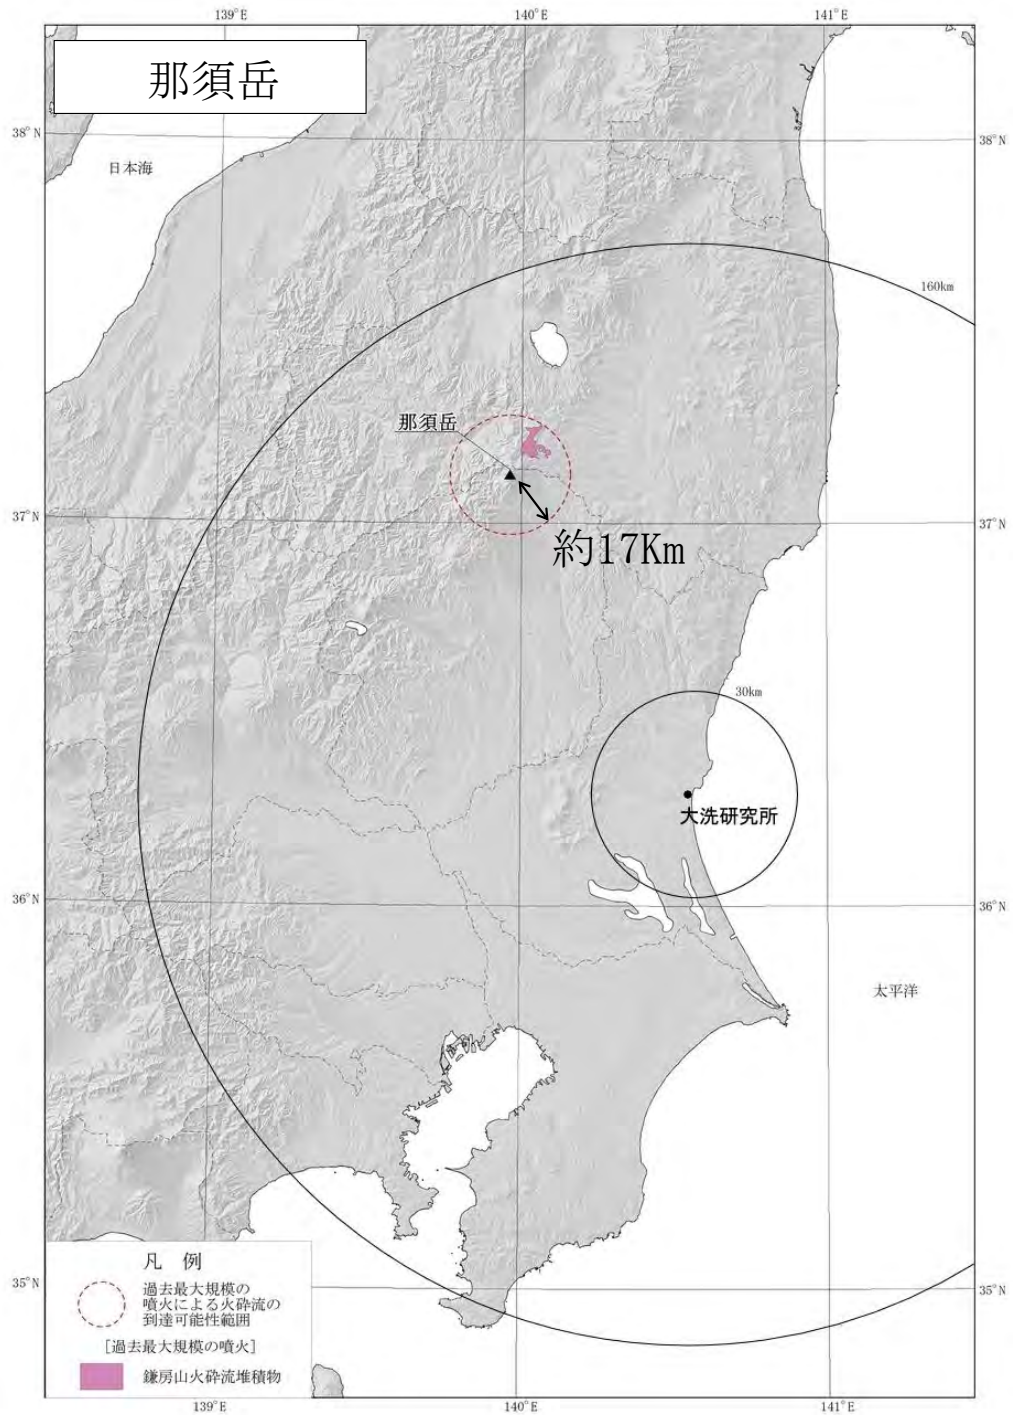 139°E
140°E
141°E
那須岳
38°N
38°N
日本海
160km
那須岳
37°N
37°N
約17Km
30km
大洗研究所
36°N
36°N
太平洋
凡 例
過去最大規模の
噴火による火砕流の
到達可能性範囲
[過去最大規模の噴火]
鎌房山火砕流堆積物
35°N
35°N
139°E
140°E
141°E